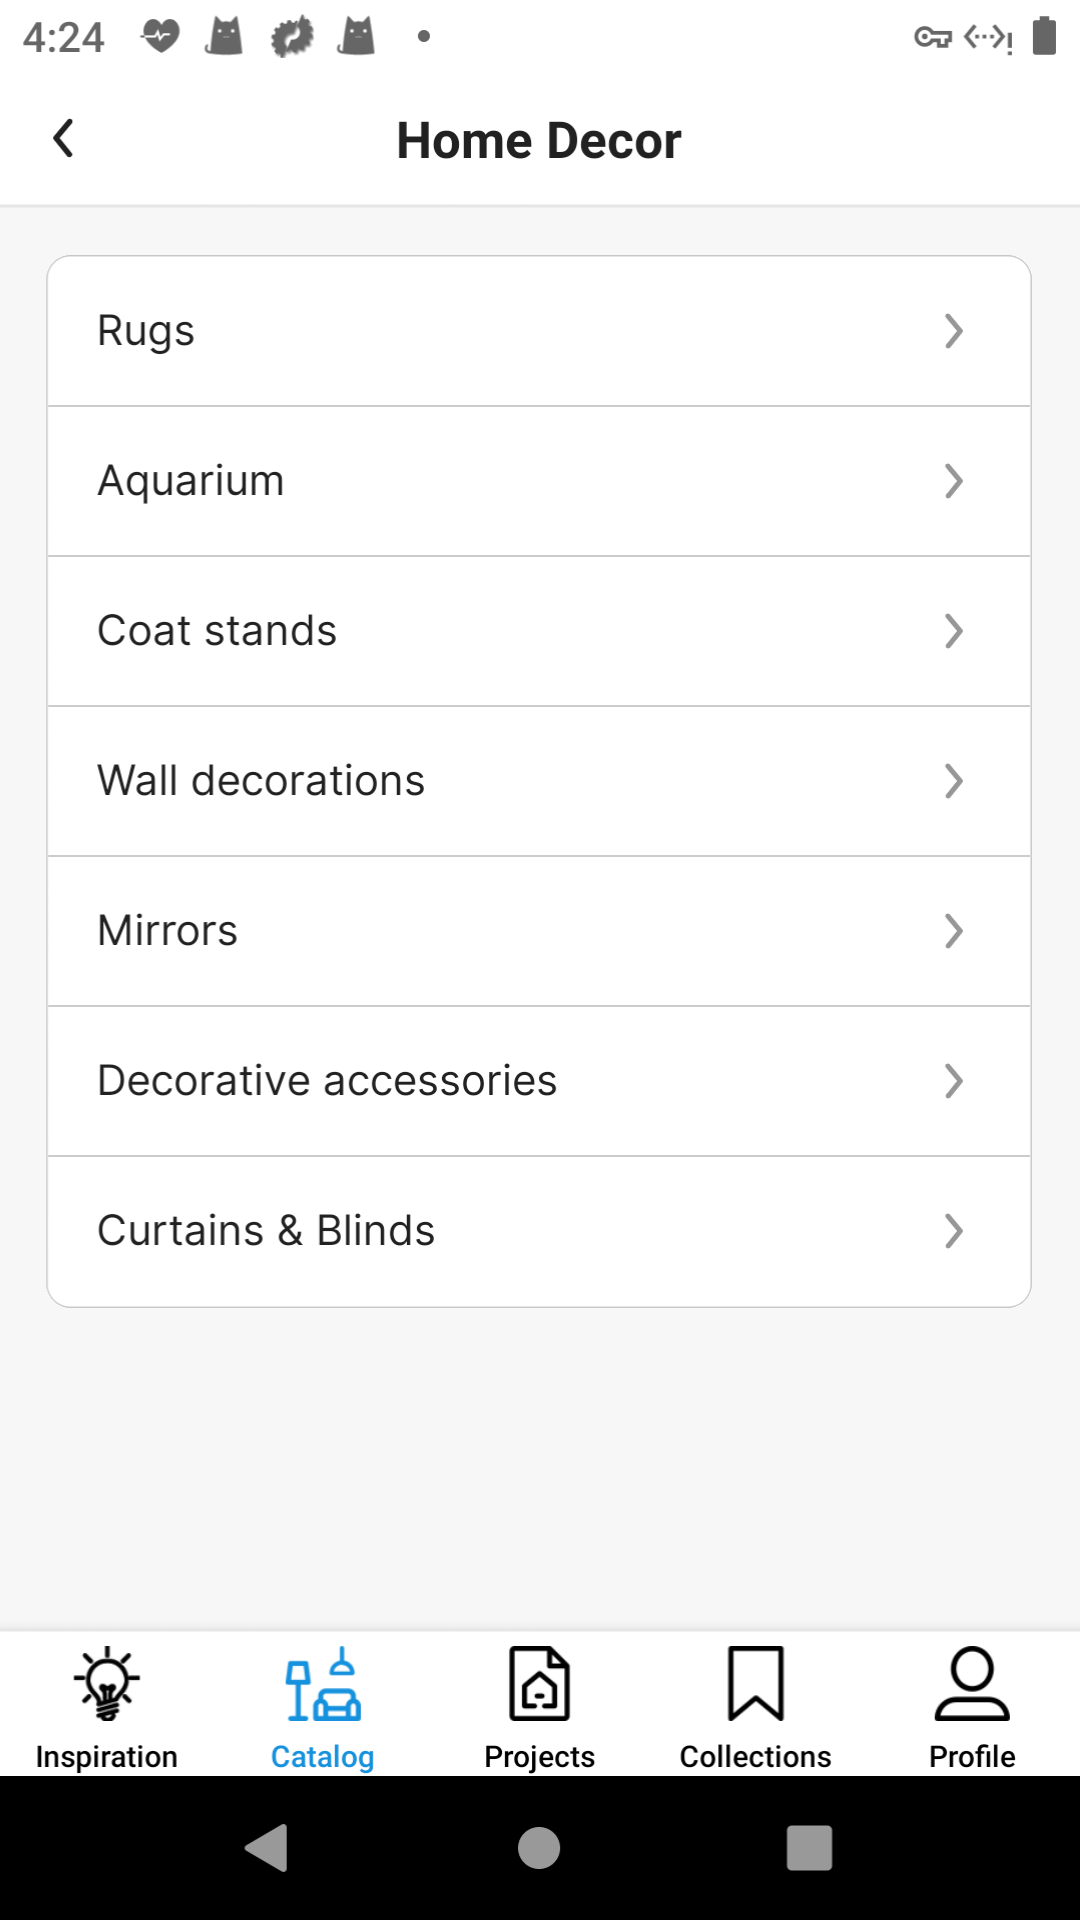 4:24
Home Decor
Rugs
Aquarium
Coat stands
Wall decorations
Mirrors
Decorative accessories
Curtains & Blinds
Inspiration
Catalog
Projects
Collections
Profile